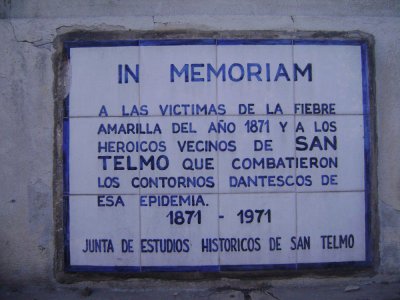 IN MEMORIAM
A LAS VICTIMAS DE LA FIEBRE
AMARILLA DEL AÑO 1871 Y A LOS
HEROICOS VECINOS DE SAN
TELMO QUE COMBATIERON
LOS CONTORNOS DANTESCOS DE
ESA EPIDEMIA.
1871 - 1971
JUNTA DE ESTUDIOS HISTORICOS DE SAN TELMO